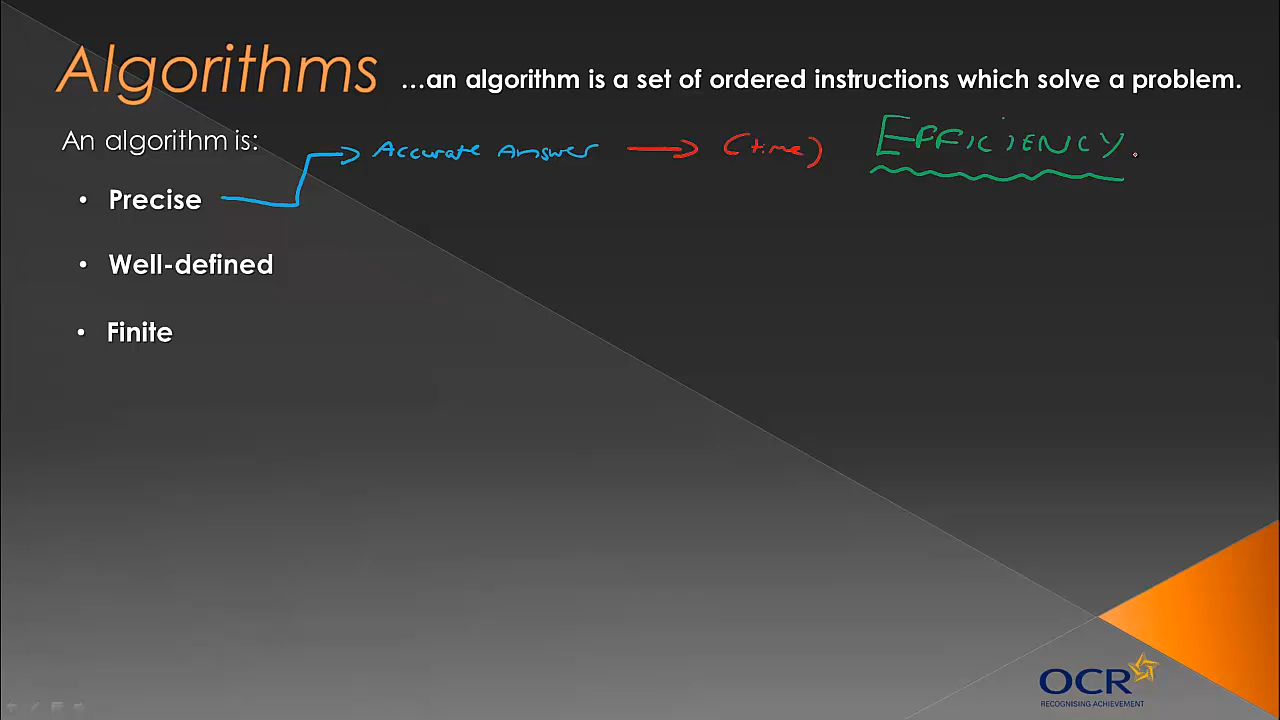 Algorithms ...an algorithm is a set of ordered instructions which solve a problem.
An algorithm is:
Accurate Answer (time) EFFICIENCY
• Precise
• Well-defined
• Finite
OCR
RECOGNISING ACHIEVEMENT